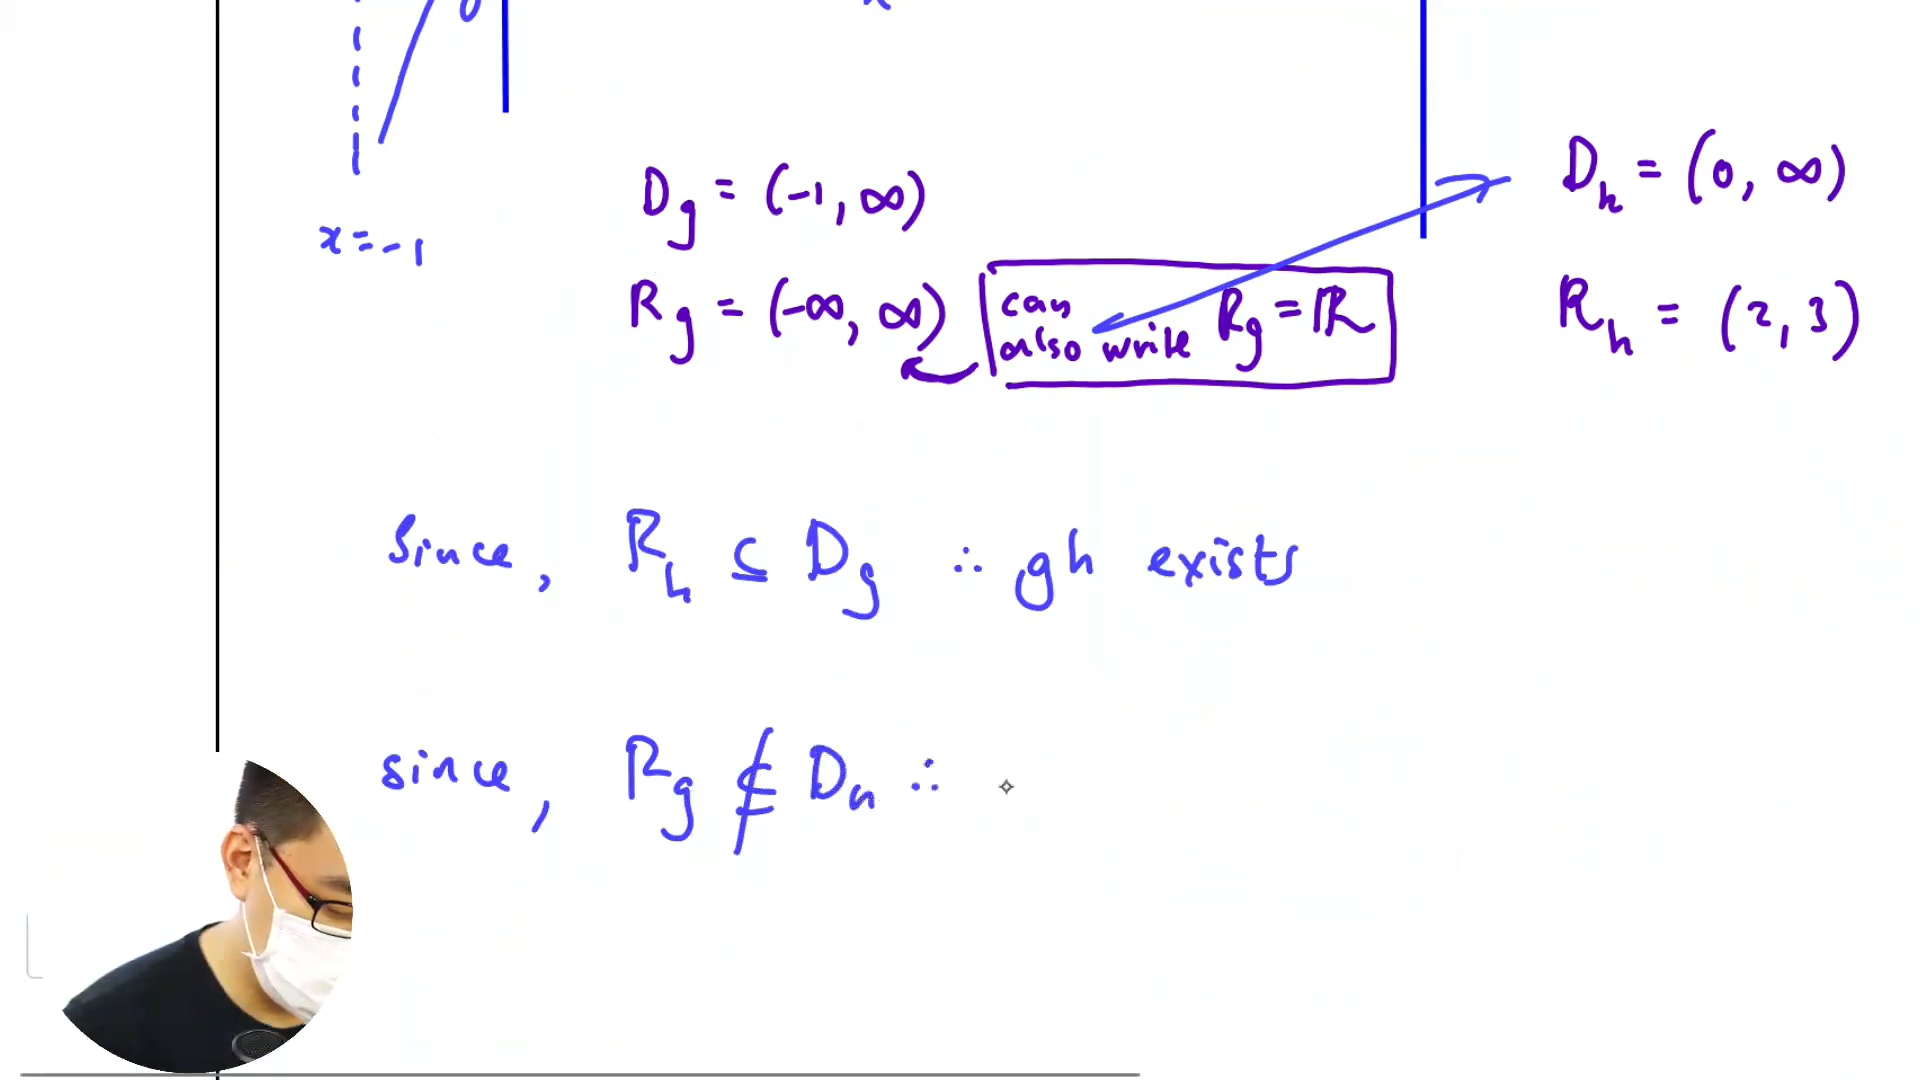 0
x
x = -1
D_g = (-1, ∞)
R_g = (-∞, ∞)
can also write R_g = ℝ
D_h = (0, ∞)
R_h = (2, 3)
Since, R_h ⊆ D_g ∴ gh exists
since, R_g ⊈ D_h ∴